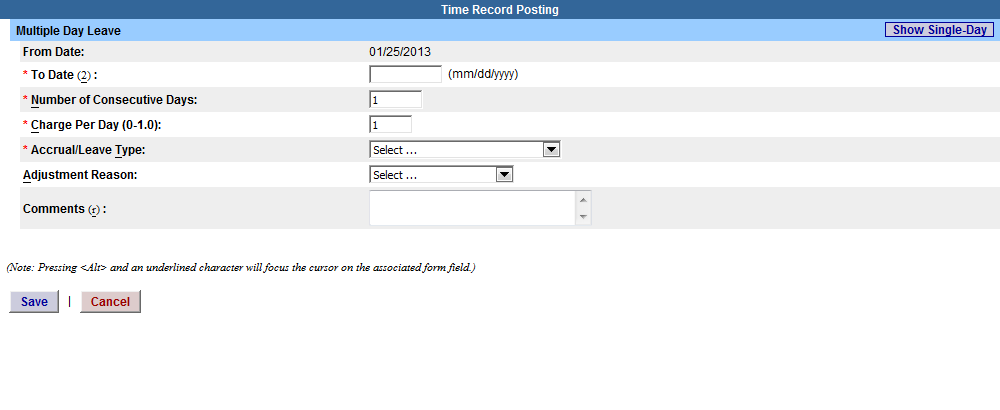 Time Record Posting
Multiple Day Leave Show Single-Day
From Date: 01/25/2013
* To Date (2) : (mm/dd/yyyy)
* Number of Consecutive Days: 1
* Charge Per Day (0-1.0): 1
* Accrual/Leave Type: Select ...
Adjustment Reason: Select ...
Comments (r) :
(Note: Pressing <Alt> and an underlined character will focus the cursor on the associated form field.)
Save | Cancel